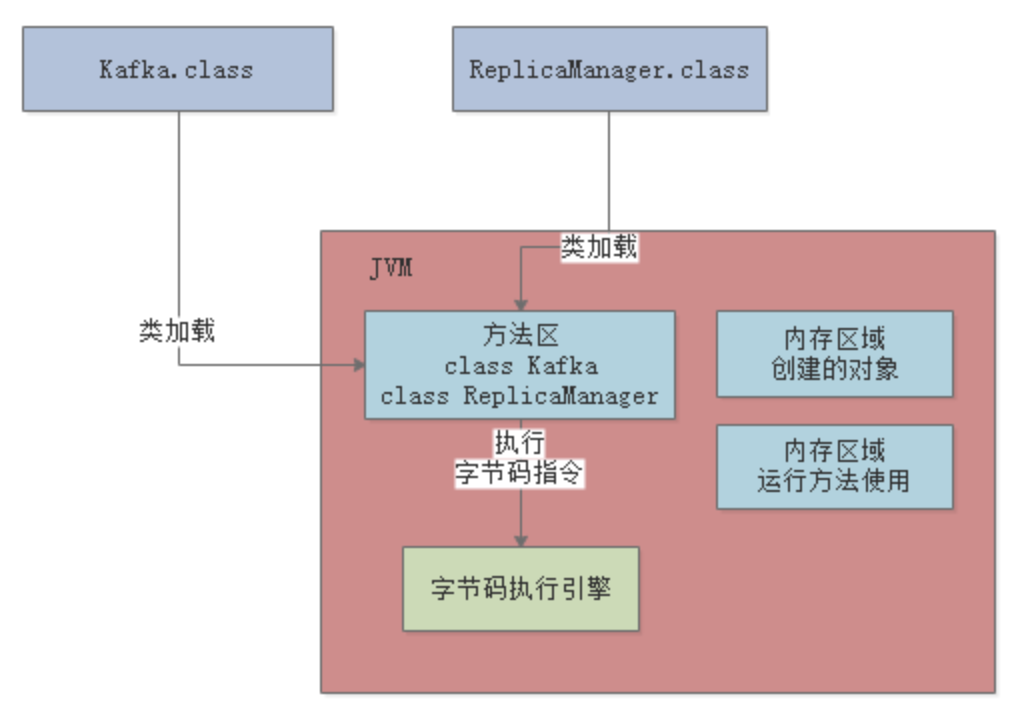 Kafka.class
ReplicaManager.class
类加载
JVM
类加载
方法区
class Kafka
class ReplicaManager
内存区域
创建的对象
执行
字节码指令
内存区域
运行方法使用
字节码执行引擎